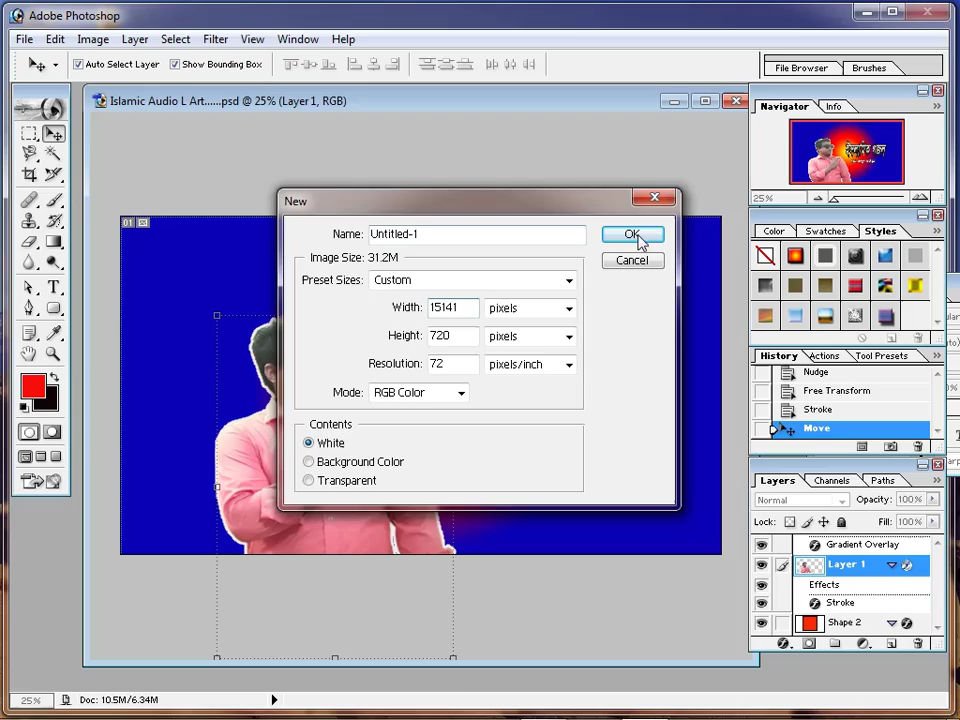 Adobe Photoshop
File Edit Image Layer Select Filter View Window Help
Auto Select Layer Show Bounding Box
File Browser Brushes
Islamic Audio L Art......psd @ 25% (Layer 1, RGB)
Navigator Info
25%
01
New
Name: Untitled-1 OK
Image Size: 31.2M Cancel
Preset Sizes: Custom
Width: 15141 pixels
Height: 720 pixels
Resolution: 72 pixels/inch
Mode: RGB Color
Contents
White
Background Color
Transparent
Color Swatches Styles
History Actions Tool Presets
Nudge
Free Transform
Stroke
Move
Layers Channels Paths
Normal Opacity: 100%
Lock: Fill: 100%
Gradient Overlay
Layer 1
Effects
Stroke
Shape 2
25% Doc: 10.5M/6.34M